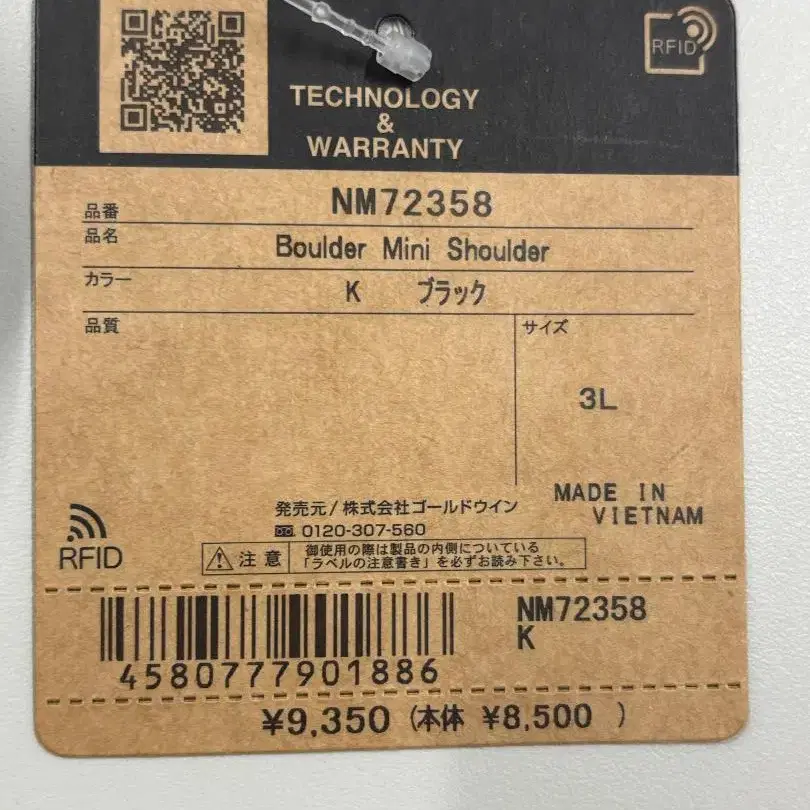 RFID
TECHNOLOGY
&
WARRANTY
品番 NM72358
品名 Boulder Mini Shoulder
カラー K ブラック
品質 サイズ
3L
発売元/株式会社ゴールドウイン
0120-307-560
MADE IN
VIETNAM
RFID
注意 御使用の際は製品の内側についている
「ラベルの注意書き」を必ずお読み下さい。
NM72358
K
4580777901886
¥9,350 (本体 ¥8,500 )